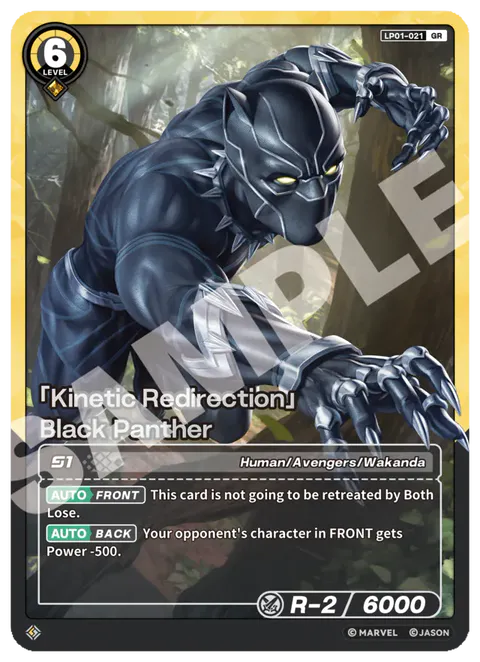 LP01-021 GR
6
LEVEL
SAMPLE
「Kinetic Redirection」
Black Panther
S1 Human/Avengers/Wakanda
AUTO FRONT This card is not going to be retreated by Both
Lose.
AUTO BACK Your opponent's character in FRONT gets
Power -500.
R-2 / 6000
©MARVEL ©JASON